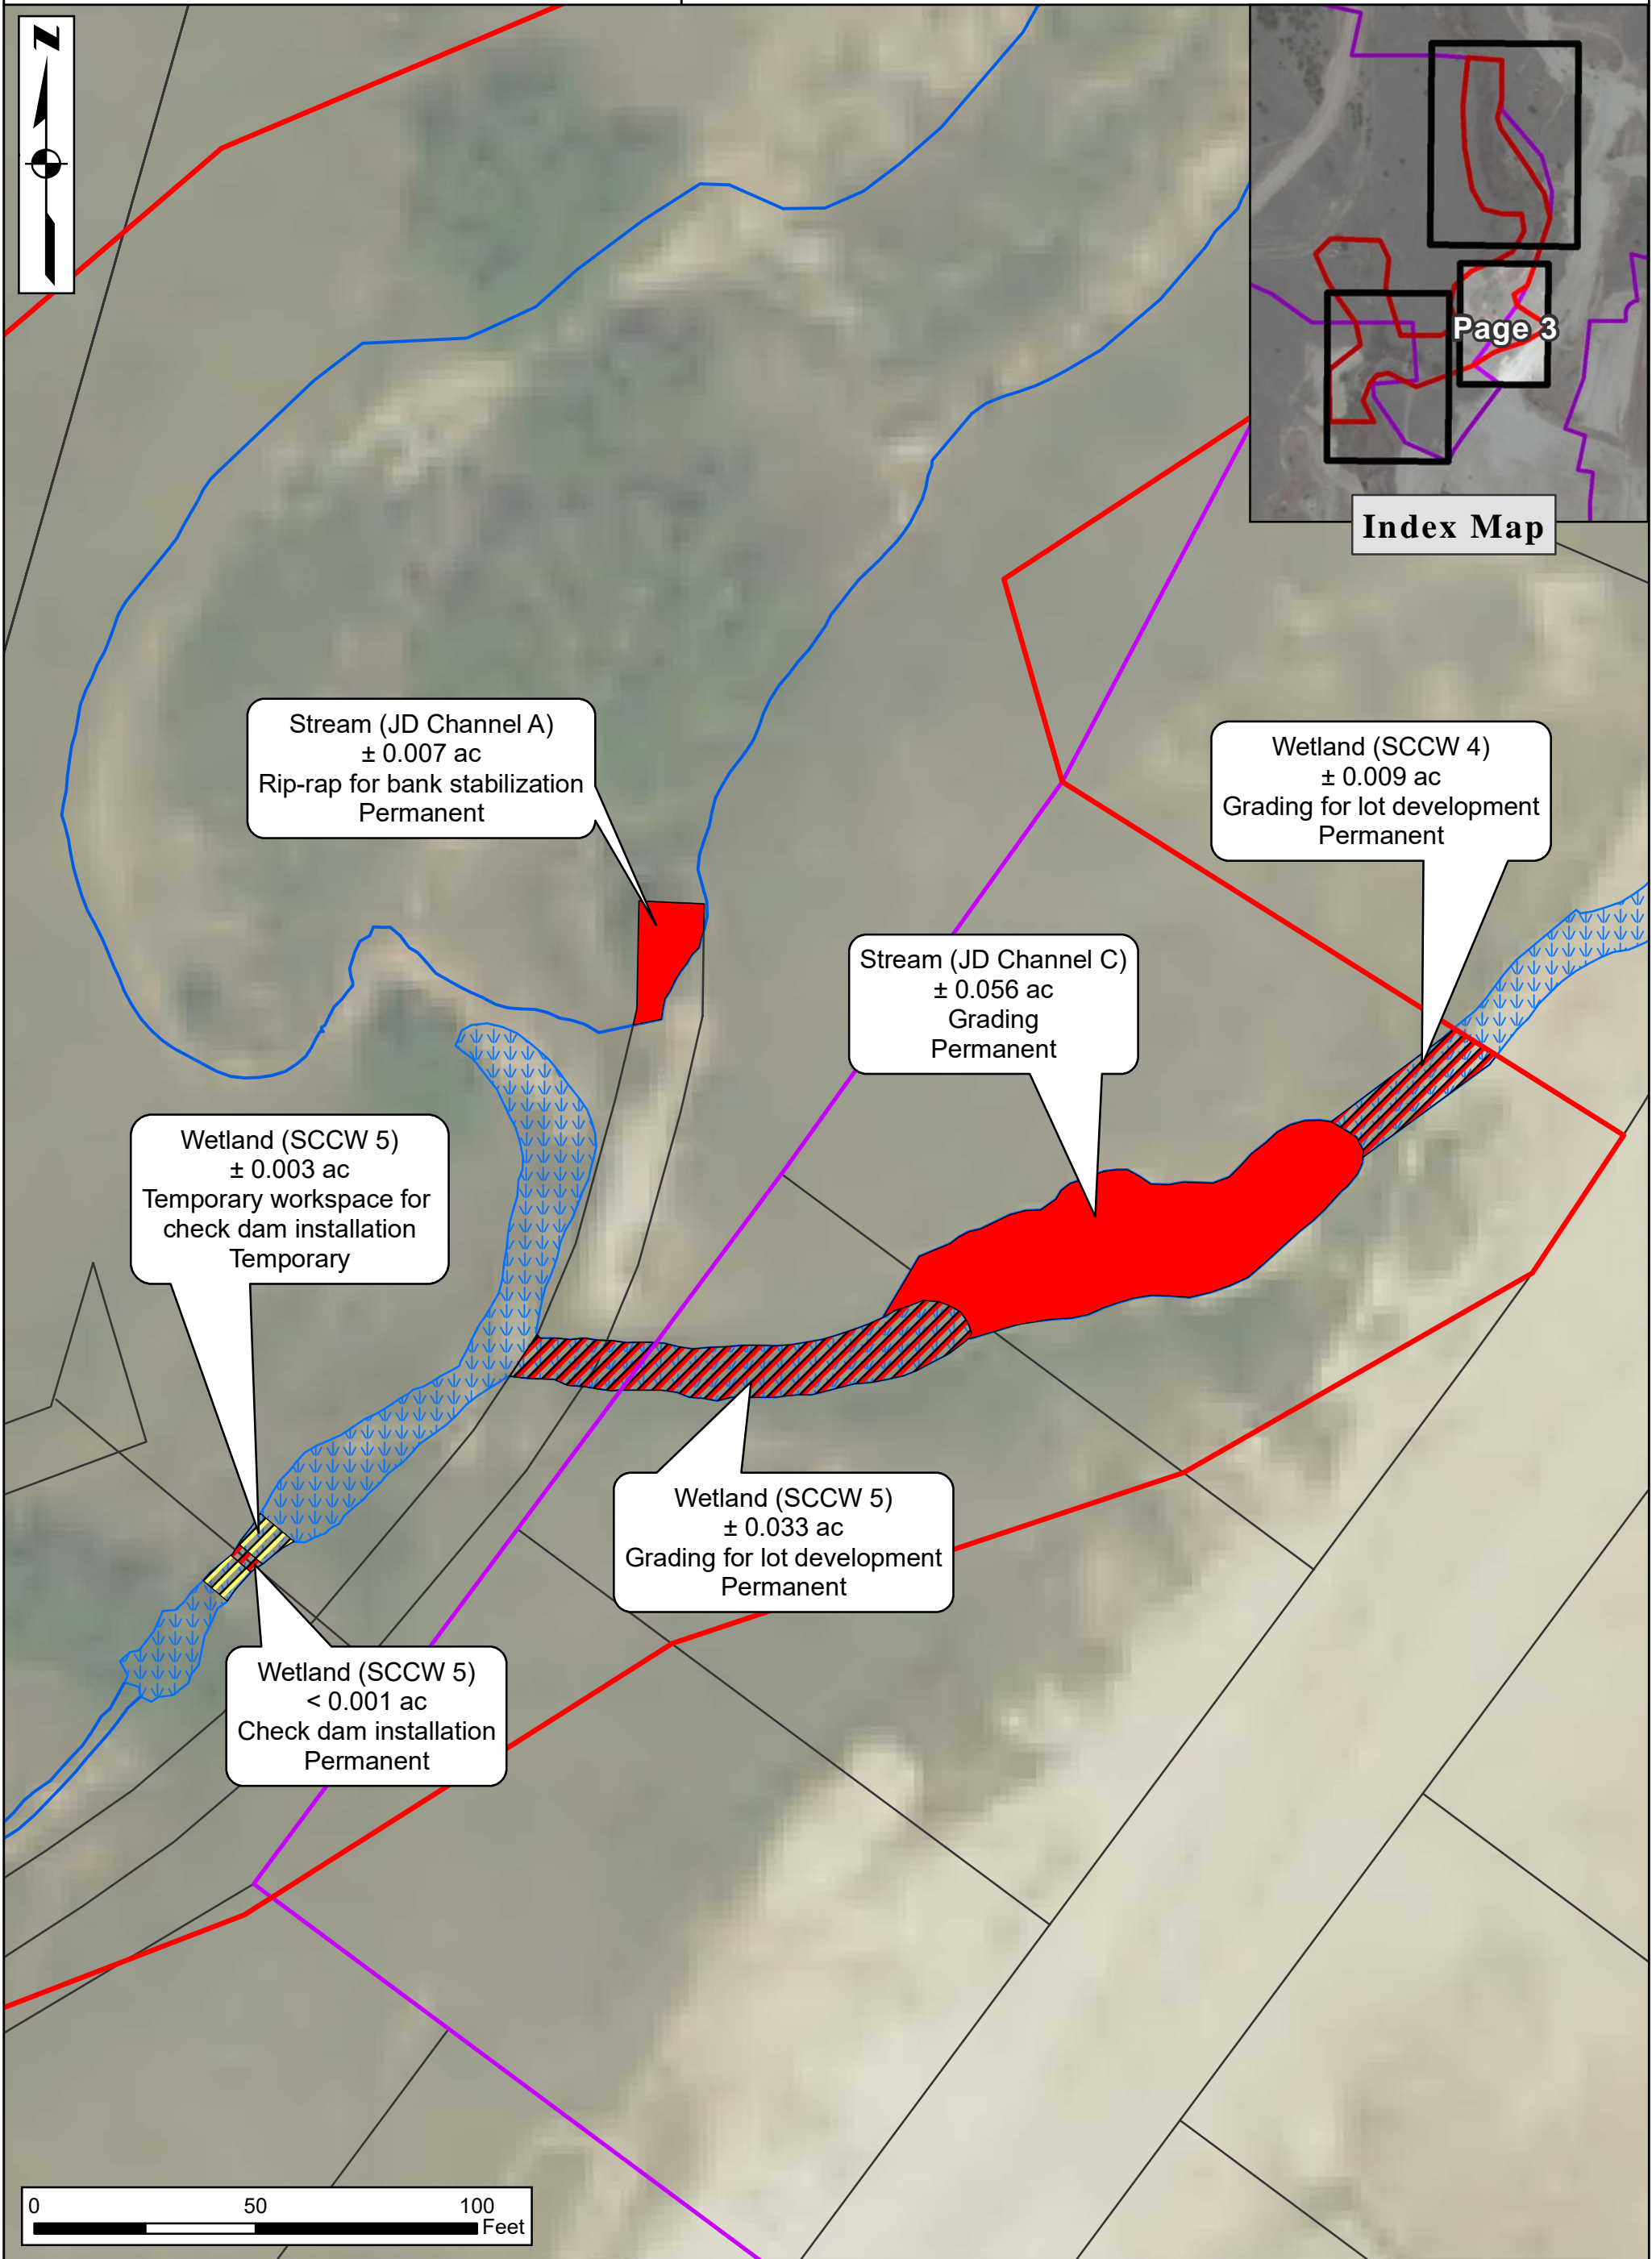 N
Page 3
Index Map
Stream (JD Channel A)
± 0.007 ac
Rip-rap for bank stabilization
Permanent
Wetland (SCCW 4)
± 0.009 ac
Grading for lot development
Permanent
Stream (JD Channel C)
± 0.056 ac
Grading
Permanent
Wetland (SCCW 5)
± 0.003 ac
Temporary workspace for
check dam installation
Temporary
Wetland (SCCW 5)
± 0.033 ac
Grading for lot development
Permanent
Wetland (SCCW 5)
< 0.001 ac
Check dam installation
Permanent
0 50 100
Feet